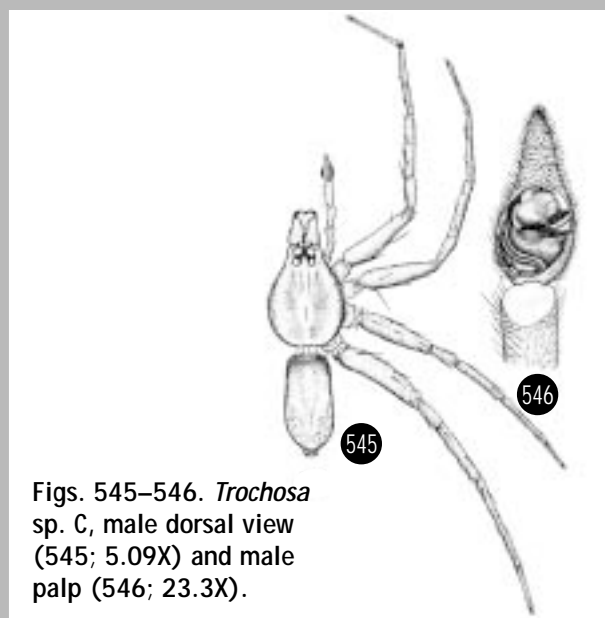 546
545
Figs. 545–546. Trochosa
sp. C, male dorsal view
(545; 5.09X) and male
palp (546; 23.3X).